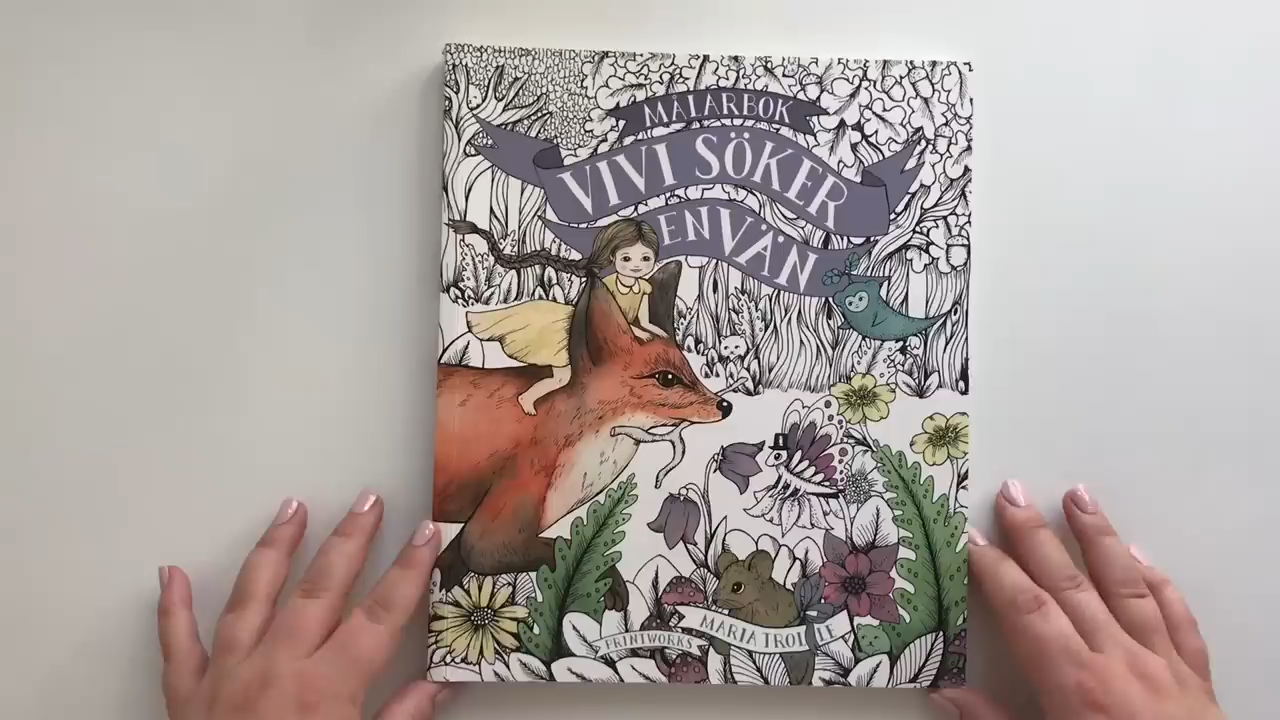 MÅLARBOK
VIVI SÖKER
EN VÄN
PRINTWORKS
MARIA TROLLE